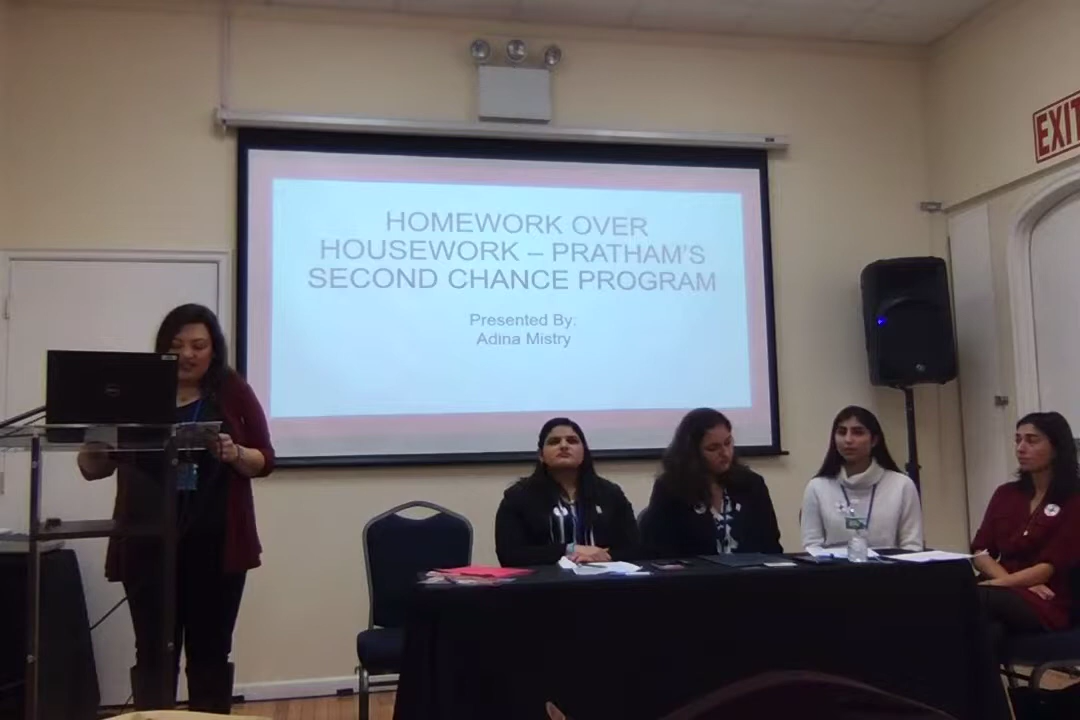 HOMEWORK OVER
HOUSEWORK – PRATHAM'S
SECOND CHANCE PROGRAM
Presented By:
Adina Mistry
EXIT